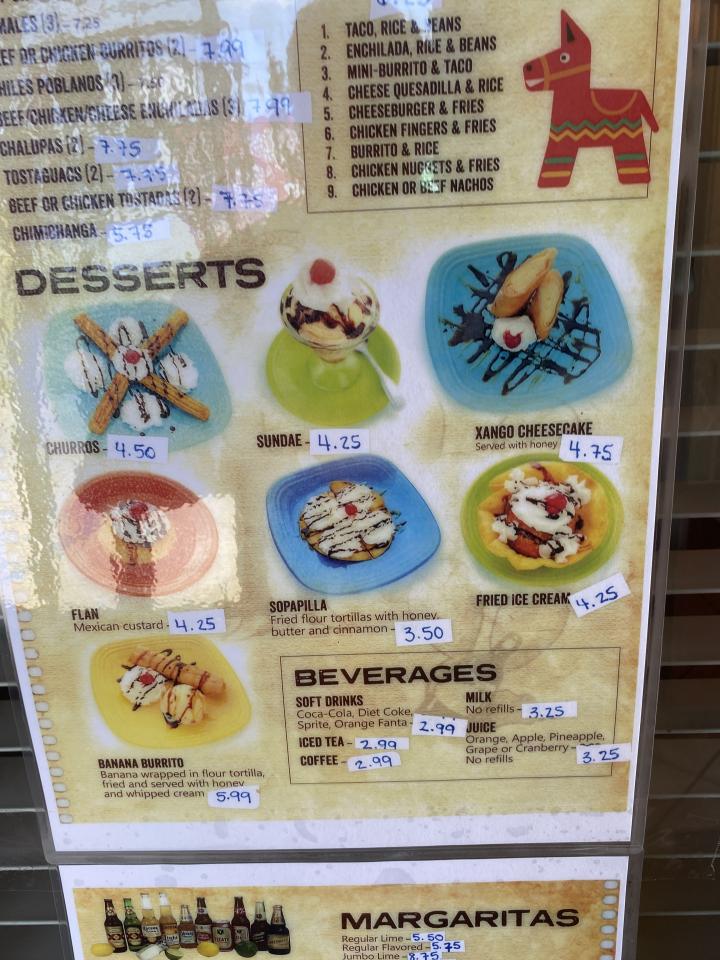 MALES (3) - 7.25
EF OR CHICKEN BURRITOS (2) - 7.99
HILES POBLANOS (3) - 7.50
BEEF/CHICKEN/CHEESE ENCHILADAS (3) 7.99
CHALUPAS (2) - 7.75
TOSTAGUACS (2) - 7.75
BEEF OR CHICKEN TOSTADAS (2) - 7.75
CHIMICHANGA - 5.75
1. TACO, RICE & BEANS
2. ENCHILADA, RICE & BEANS
3. MINI-BURRITO & TACO
4. CHEESE QUESADILLA & RICE
5. CHEESEBURGER & FRIES
6. CHICKEN FINGERS & FRIES
7. BURRITO & RICE
8. CHICKEN NUGGETS & FRIES
9. CHICKEN OR BEEF NACHOS
DESSERTS
CHURROS - 4.50
SUNDAE - 4.25
XANGO CHEESECAKE
Served with honey 4.75
FLAN
Mexican custard - 4.25
SOPAPILLA
Fried flour tortillas with honey,
butter and cinnamon - 3.50
FRIED ICE CREAM 4.25
BANANA BURRITO
Banana wrapped in flour tortilla,
fried and served with honey
and whipped cream 5.99
BEVERAGES
SOFT DRINKS
Coca-Cola, Diet Coke,
Sprite, Orange Fanta - 2.99
ICED TEA - 2.99
COFFEE - 2.99
MILK
No refills - 3.25
JUICE
Orange, Apple, Pineapple,
Grape or Cranberry -
No refills 3.25
MARGARITAS
Regular Lime - 5.50
Regular Flavored - 5.75
Jumbo Lime - 8.75